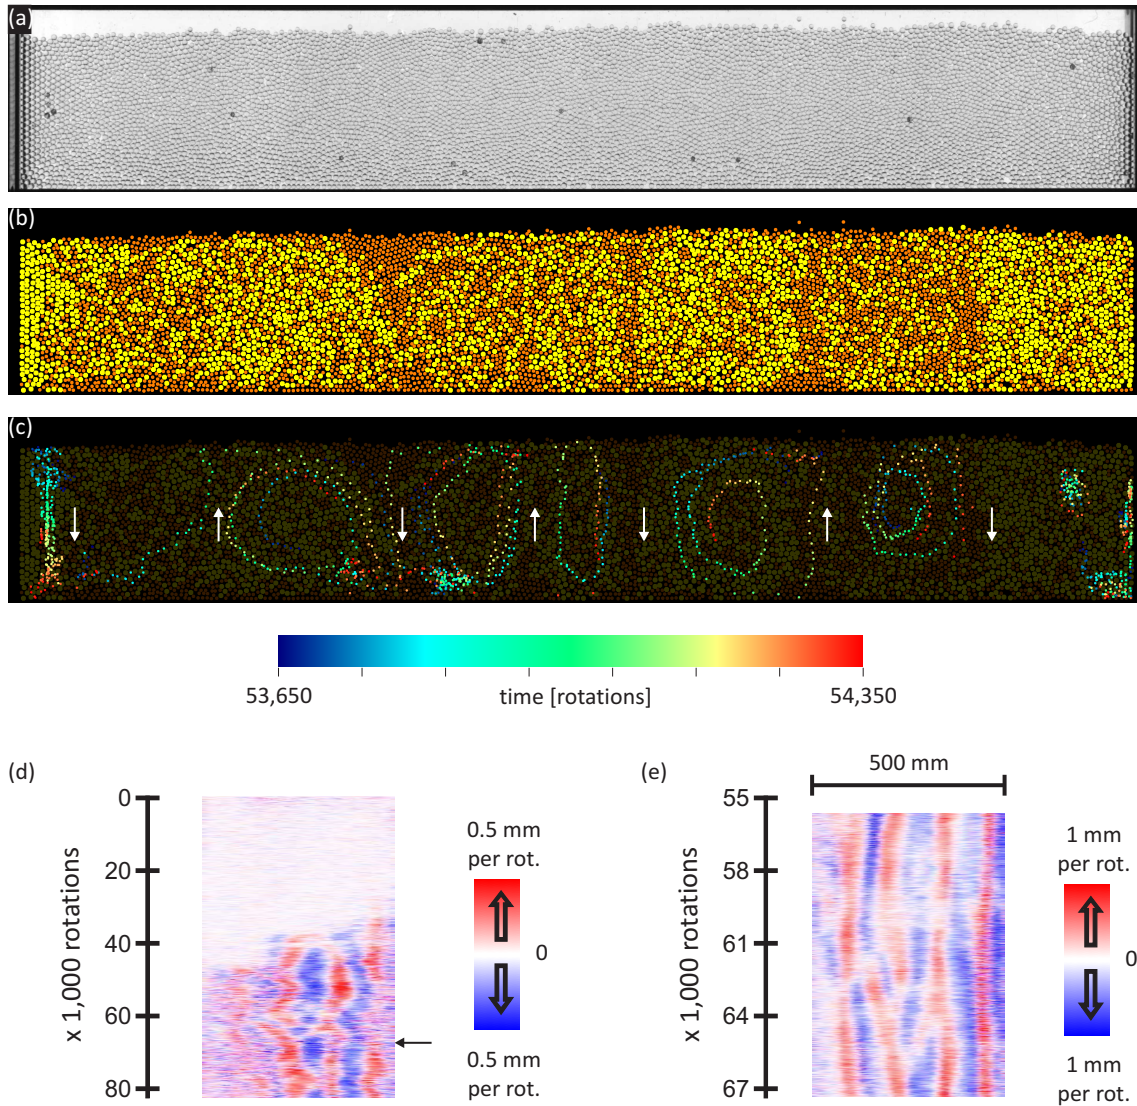 (a)
(b)
(c)
53,650
time [rotations]
54,350
(d)
(e)
500 mm
0
20
40
60
80
x 1,000 rotations
0.5 mm
per rot.
0
0.5 mm
per rot.
55
58
61
64
67
x 1,000 rotations
1 mm
per rot.
0
1 mm
per rot.